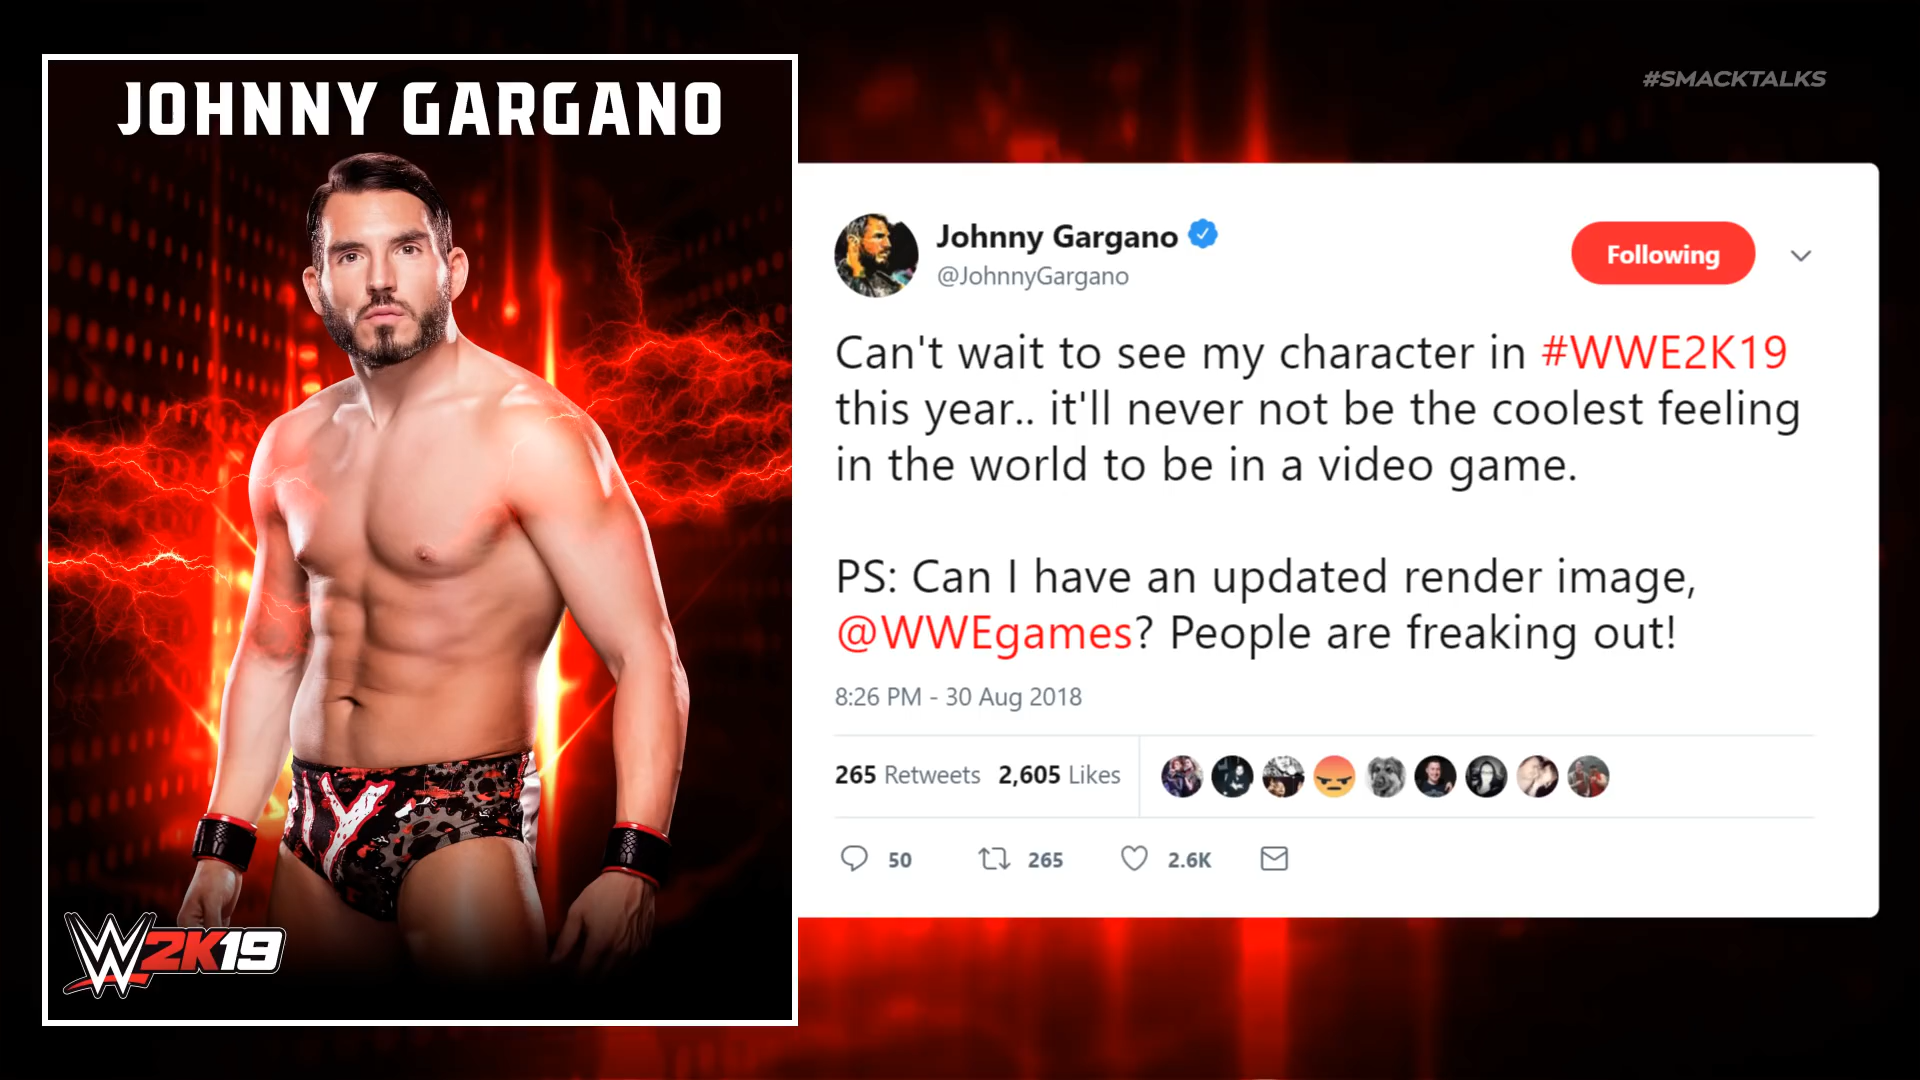 JOHNNY GARGANO
#SMACKTALKS
Johnny Gargano
@JohnnyGargano
Following
Can't wait to see my character in #WWE2K19
this year.. it'll never not be the coolest feeling
in the world to be in a video game.
PS: Can I have an updated render image,
@WWEgames? People are freaking out!
8:26 PM - 30 Aug 2018
265 Retweets 2,605 Likes
50 265 2.6K
W 2K19